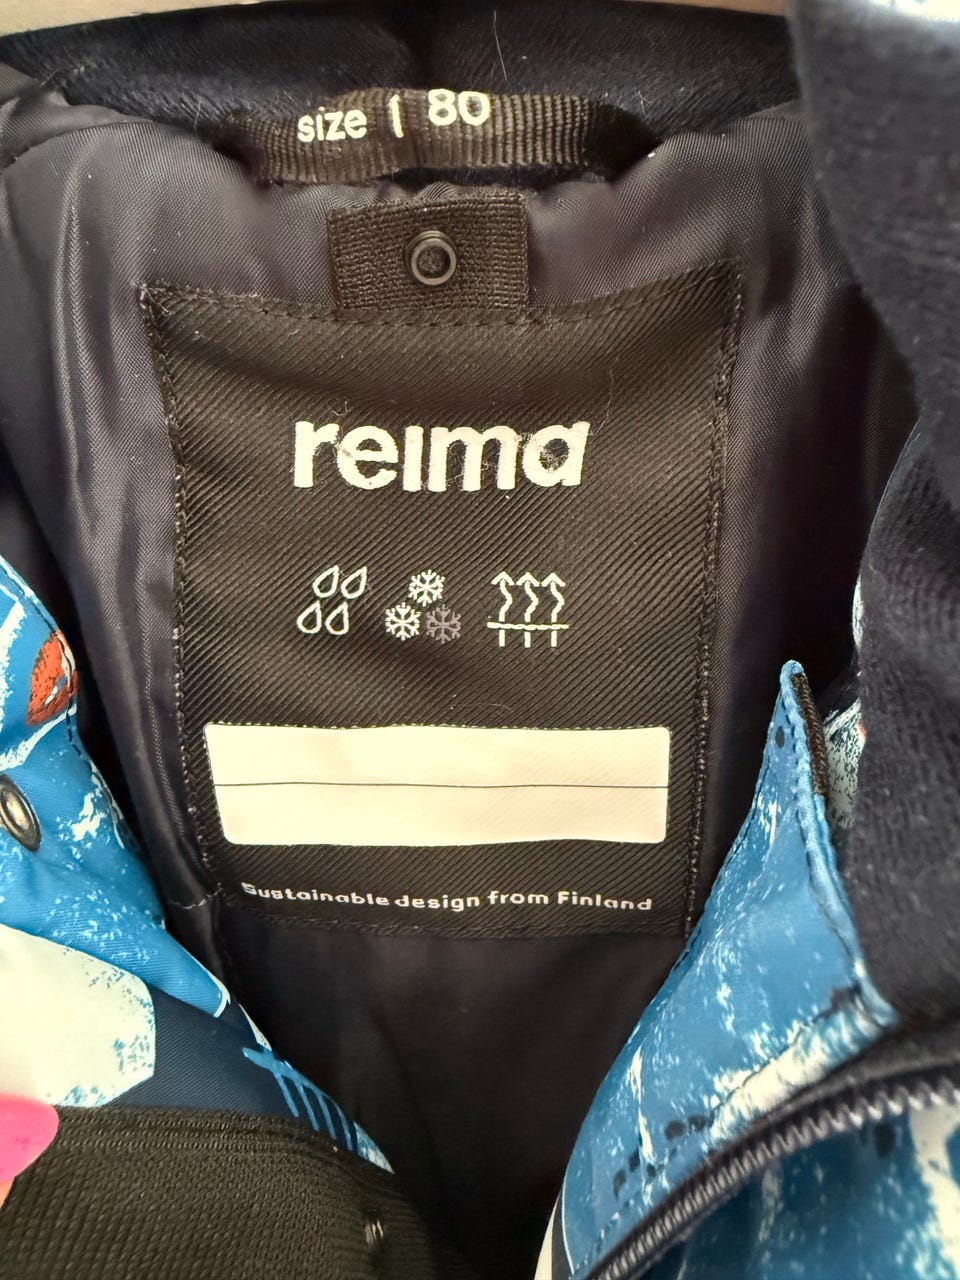 size | 80
reima
Sustainable design from Finland